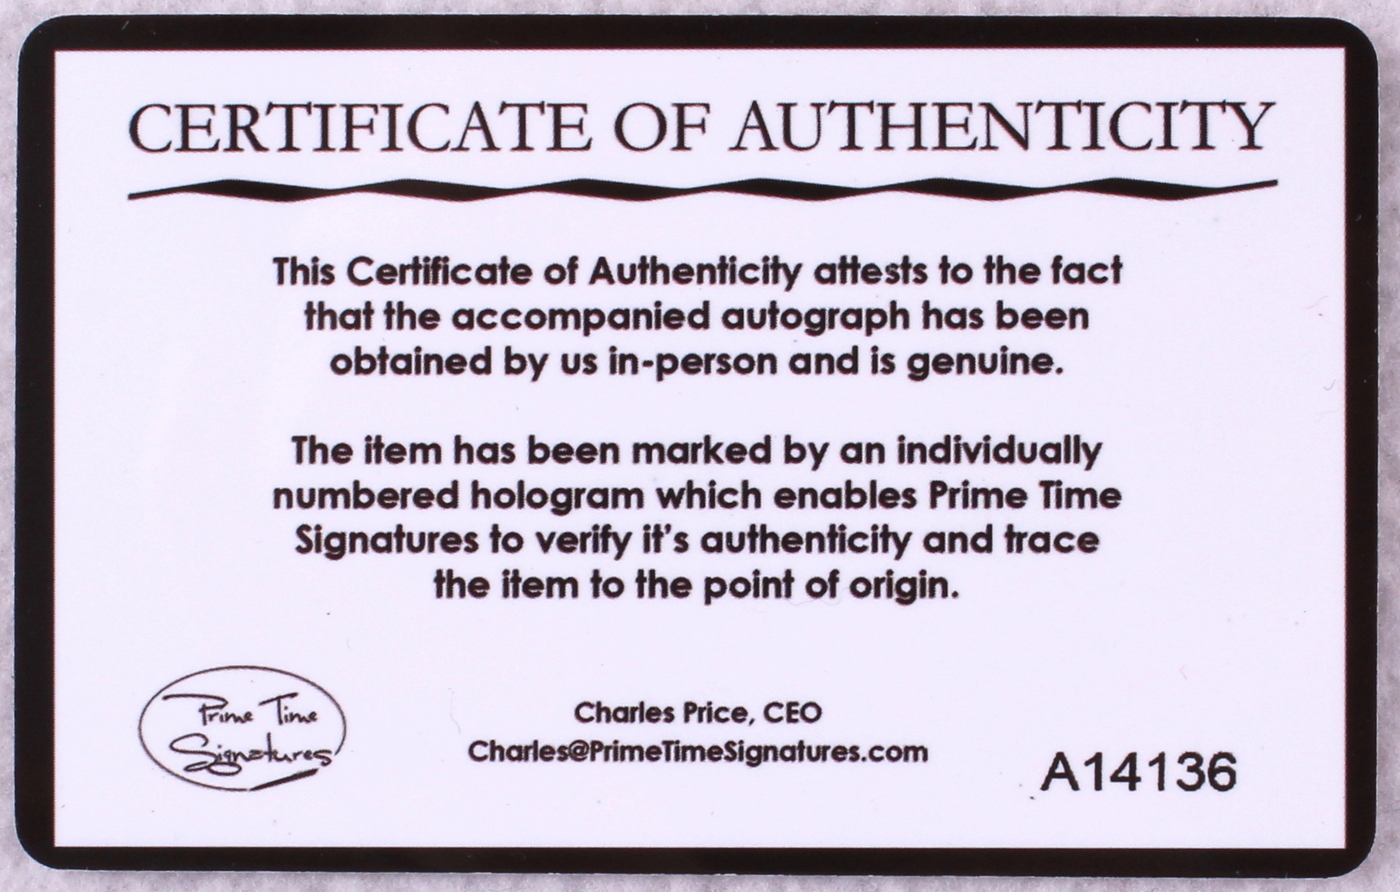 CERTIFICATE OF AUTHENTICITY
This Certificate of Authenticity attests to the fact
that the accompanied autograph has been
obtained by us in-person and is genuine.
The item has been marked by an individually
numbered hologram which enables Prime Time
Signatures to verify it's authenticity and trace
the item to the point of origin.
Prime Time
Signatures
Charles Price, CEO
Charles@PrimeTimeSignatures.com
A14136